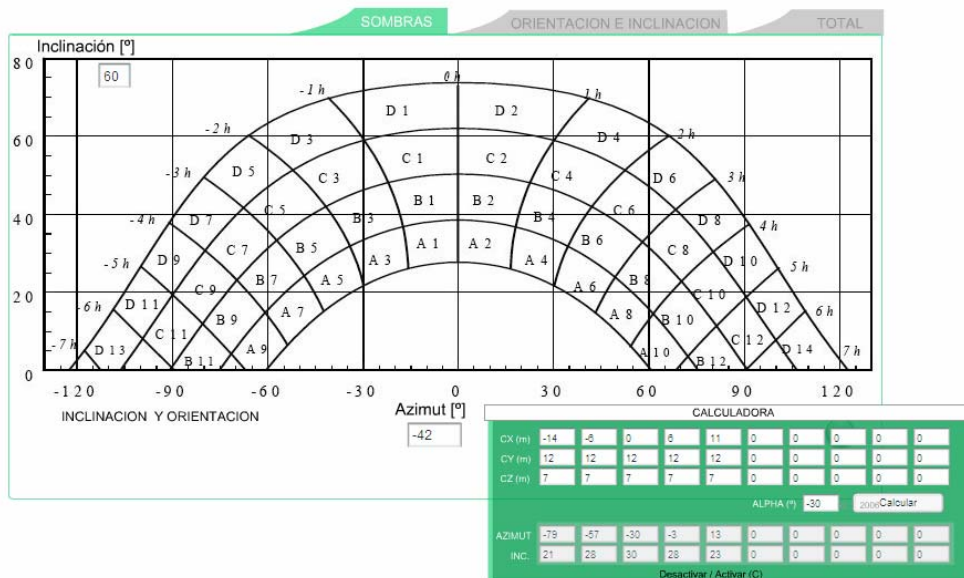 SOMBRAS ORIENTACION E INCLINACION TOTAL
Inclinación [º]
80
60
0 h
-1 h 1h
D 1 D 2
-2 h 2h
60
D 3 D 4
C 1 C 2
-3 h D 5 C 3 C 4 D 6 3 h
B 1 B 2
-4 h D 7 C 5 B 3 B 4 C 6 D 8 4 h
40
C 7 B 5 A 3 A 1 A 2 A 4 B 6 C 8
-5 h D 9 D 10 5 h
C 9 B 7 A 5 A 6 B 8 C 10
20
-6 h D 11 B 9 A 7 A 8 B 10 D 12 6 h
C 11 C 12
-7 h D 13 B 11 A 9 A 10 B 12 D 14 7 h
0
-120 -90 -60 -30 0 30 60 90 120
INCLINACION Y ORIENTACION
Azimut [º]
-42
CALCULADORA
CX (m) -14 -6 0 6 11 0 0 0 0 0
CY (m) 12 12 12 12 12 0 0 0 0 0
CZ (m) 7 7 7 7 7 0 0 0 0 0
ALPHA (º) -30 2006 Calcular
AZIMUT -79 -57 -30 -3 13 0 0 0 0 0
INC. 21 28 30 28 23 0 0 0 0 0
Desactivar / Activar (C)